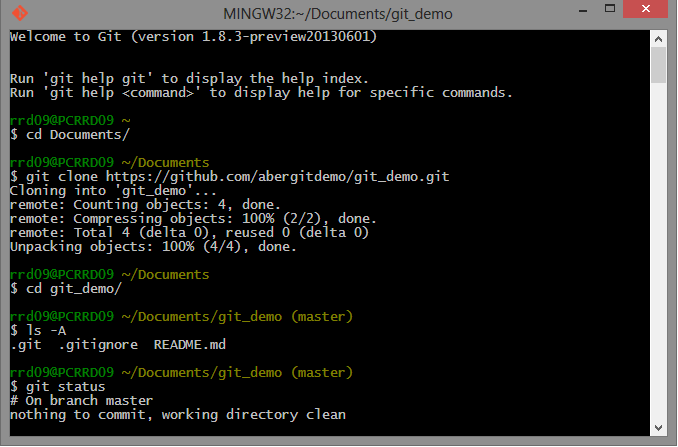 MINGW32:~/Documents/git_demo
Welcome to Git (version 1.8.3-preview20130601)
Run 'git help git' to display the help index.
Run 'git help <command>' to display help for specific commands.
rrd09@PCRRD09 ~
$ cd Documents/
rrd09@PCRRD09 ~/Documents
$ git clone https://github.com/abergitdemo/git_demo.git
Cloning into 'git_demo'...
remote: Counting objects: 4, done.
remote: Compressing objects: 100% (2/2), done.
remote: Total 4 (delta 0), reused 0 (delta 0)
Unpacking objects: 100% (4/4), done.
rrd09@PCRRD09 ~/Documents
$ cd git_demo/
rrd09@PCRRD09 ~/Documents/git_demo (master)
$ ls -A
.git  .gitignore  README.md
rrd09@PCRRD09 ~/Documents/git_demo (master)
$ git status
# On branch master
nothing to commit, working directory clean